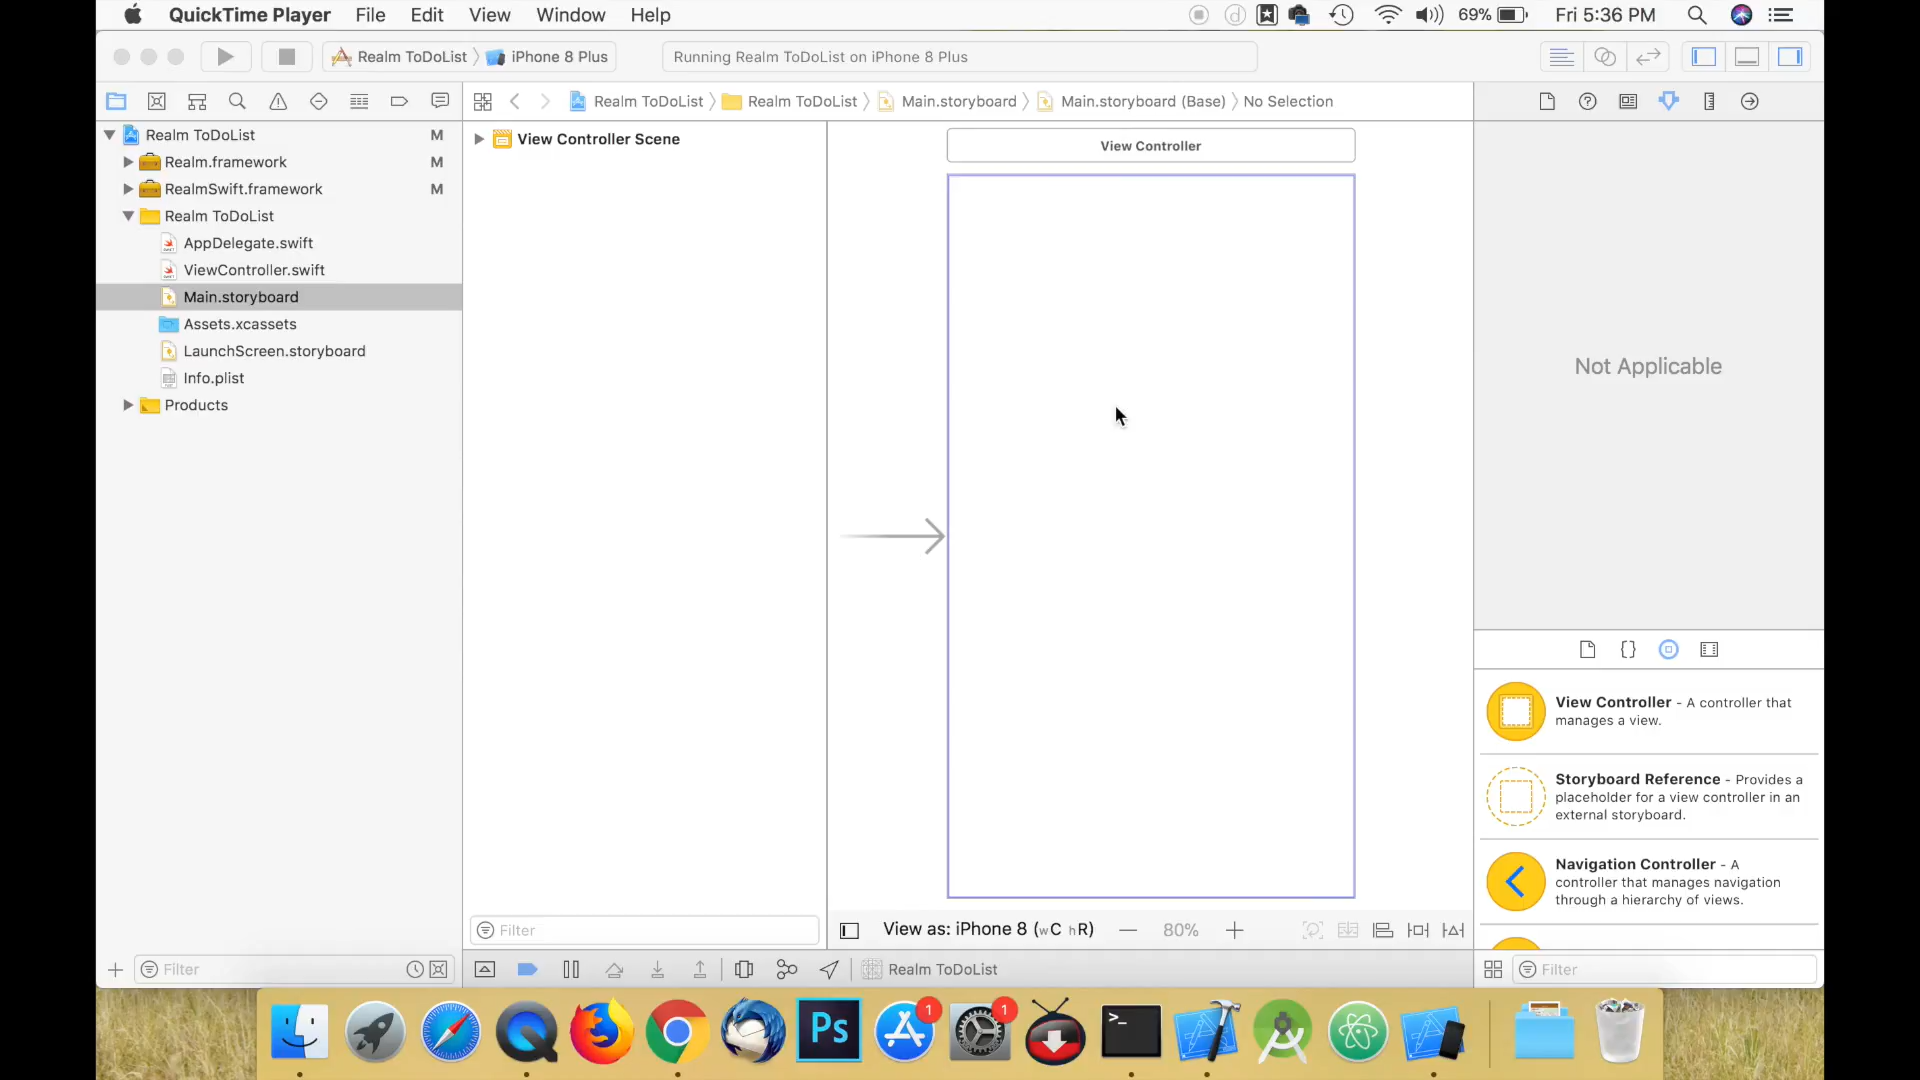 QuickTime Player File Edit View Window Help 69% Fri 5:36 PM
Realm ToDoList iPhone 8 Plus Running Realm ToDoList on iPhone 8 Plus
Realm ToDoList Realm ToDoList Main.storyboard Main.storyboard (Base) No Selection
Realm ToDoList M
Realm.framework M
RealmSwift.framework M
Realm ToDoList
AppDelegate.swift
ViewController.swift
Main.storyboard
Assets.xcassets
LaunchScreen.storyboard
Info.plist
Products
Filter
View Controller Scene
Filter
View Controller
View as: iPhone 8 (wC hR) — 80% +
Realm ToDoList
Not Applicable
View Controller - A controller that
manages a view.
Storyboard Reference - Provides a
placeholder for a view controller in an
external storyboard.
Navigation Controller - A
controller that manages navigation
through a hierarchy of views.
Filter
Ps 1 1 >_